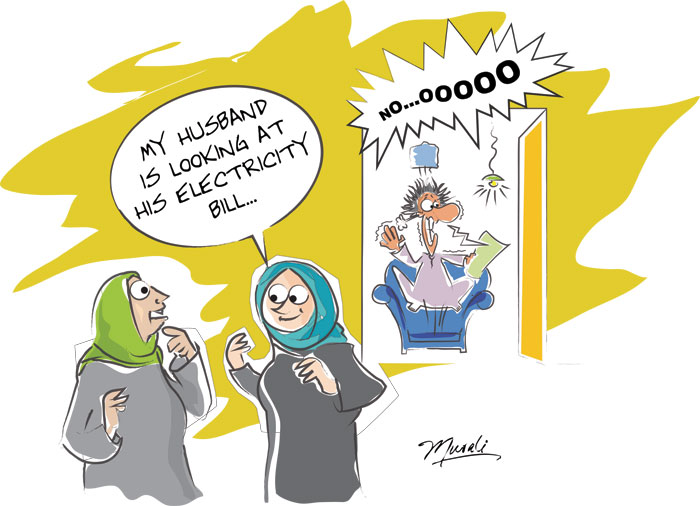 NO...OOOOO
MY HUSBAND
IS LOOKING AT
HIS ELECTRICITY
BILL...
Murali